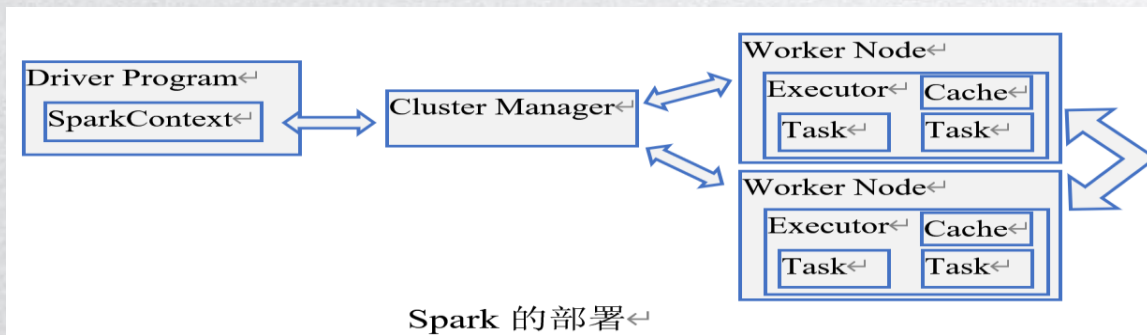 Driver Program↵
SparkContext↵
Cluster Manager↵
Worker Node↵
Executor↵
Cache↵
Task↵
Task↵
Worker Node↵
Executor↵
Cache↵
Task↵
Task↵
Spark 的部署↵